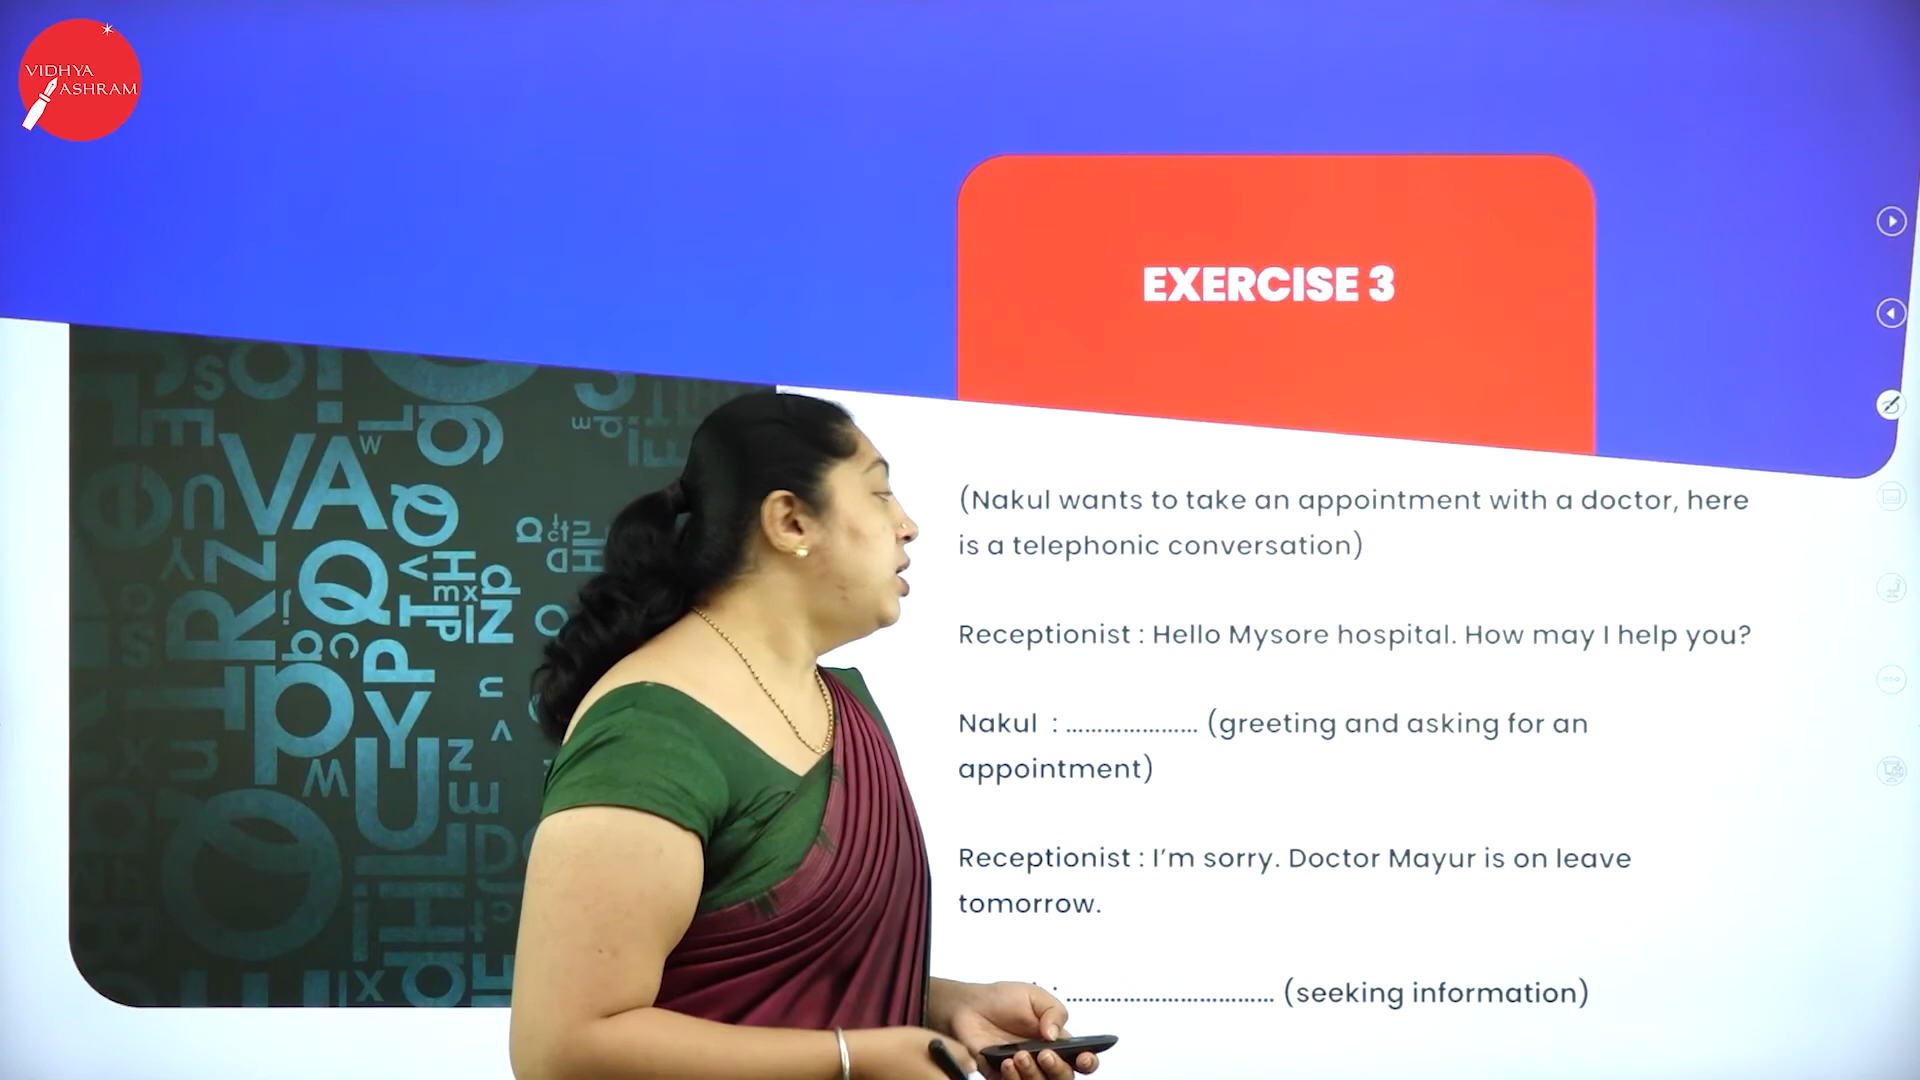 VIDHYA
ASHRAM
EXERCISE 3
(Nakul wants to take an appointment with a doctor, here
is a telephonic conversation)
Receptionist : Hello Mysore hospital. How may I help you?
Nakul : ..................... (greeting and asking for an
appointment)
Receptionist : I'm sorry. Doctor Mayur is on leave
tomorrow.
: ................................. (seeking information)